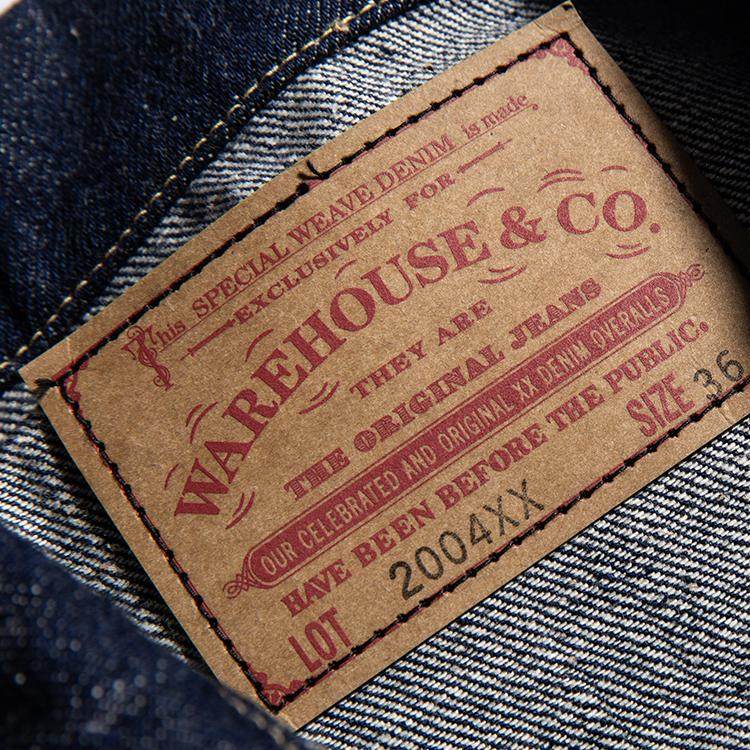 This SPECIAL WEAVE DENIM is made
EXCLUSIVELY FOR
WAREHOUSE & CO.
THEY ARE
THE ORIGINAL JEANS
OUR CELEBRATED AND ORIGINAL XX DENIM OVERALLS
HAVE BEEN BEFORE THE PUBLIC.
LOT 2004XX SIZE 36